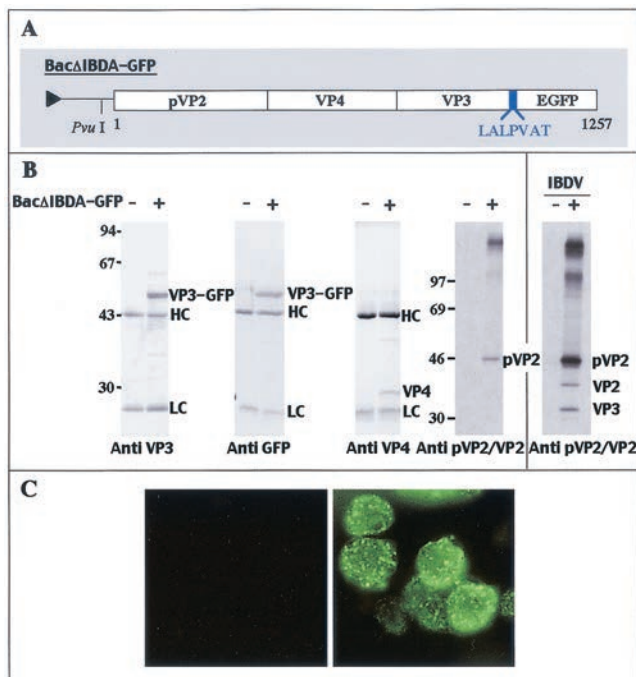 A
BacΔIBDA-GFP
pVP2 VP4 VP3 EGFP
Pvu I 1 LALPVAT 1257
B
IBDV
BacΔIBDA-GFP - + - + - + - + - +
94-
67-
43-
30-
VP3-GFP
HC
LC
VP3-GFP
HC
LC
HC
VP4
LC
97-
69-
46-
30-
pVP2
pVP2
VP2
VP3
Anti VP3 Anti GFP Anti VP4 Anti pVP2/VP2 Anti pVP2/VP2
C